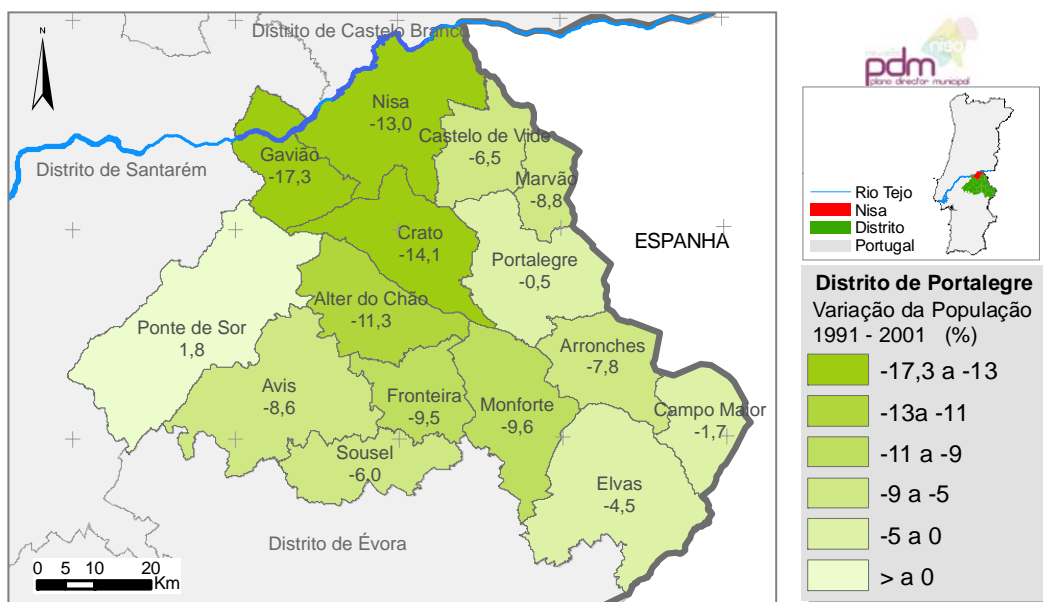 N
Distrito de Castelo Branco
Nisa
-13,0
Castelo de Vide
-6,5
Gavião
-17,3
Distrito de Santarém
Marvão
-8,8
Crato
-14,1
ESPANHA
Portalegre
-0,5
Alter do Chão
-11,3
Ponte de Sor
1,8
Arronches
-7,8
Avis
-8,6
Fronteira
-9,5
Monforte
-9,6
Campo Maior
-1,7
Sousel
-6,0
Elvas
-4,5
Distrito de Évora
0 5 10 20
Km
nisa
pdm
plano director municipal
Rio Tejo
Nisa
Distrito
Portugal
Distrito de Portalegre
Variação da População
1991 - 2001 (%)
-17,3 a -13
-13a -11
-11 a -9
-9 a -5
-5 a 0
> a 0